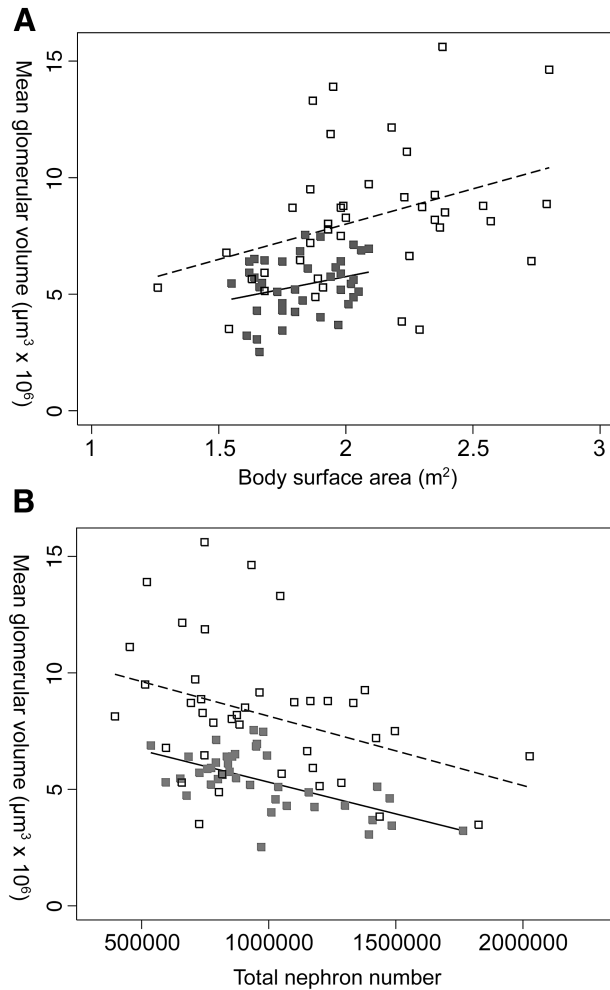 A
Mean glomerular volume (μm³ x 10⁶)
15
10
5
0
1
1.5
2
2.5
3
Body surface area (m²)
B
Mean glomerular volume (μm³ x 10⁶)
15
10
5
0
500000
1000000
1500000
2000000
Total nephron number